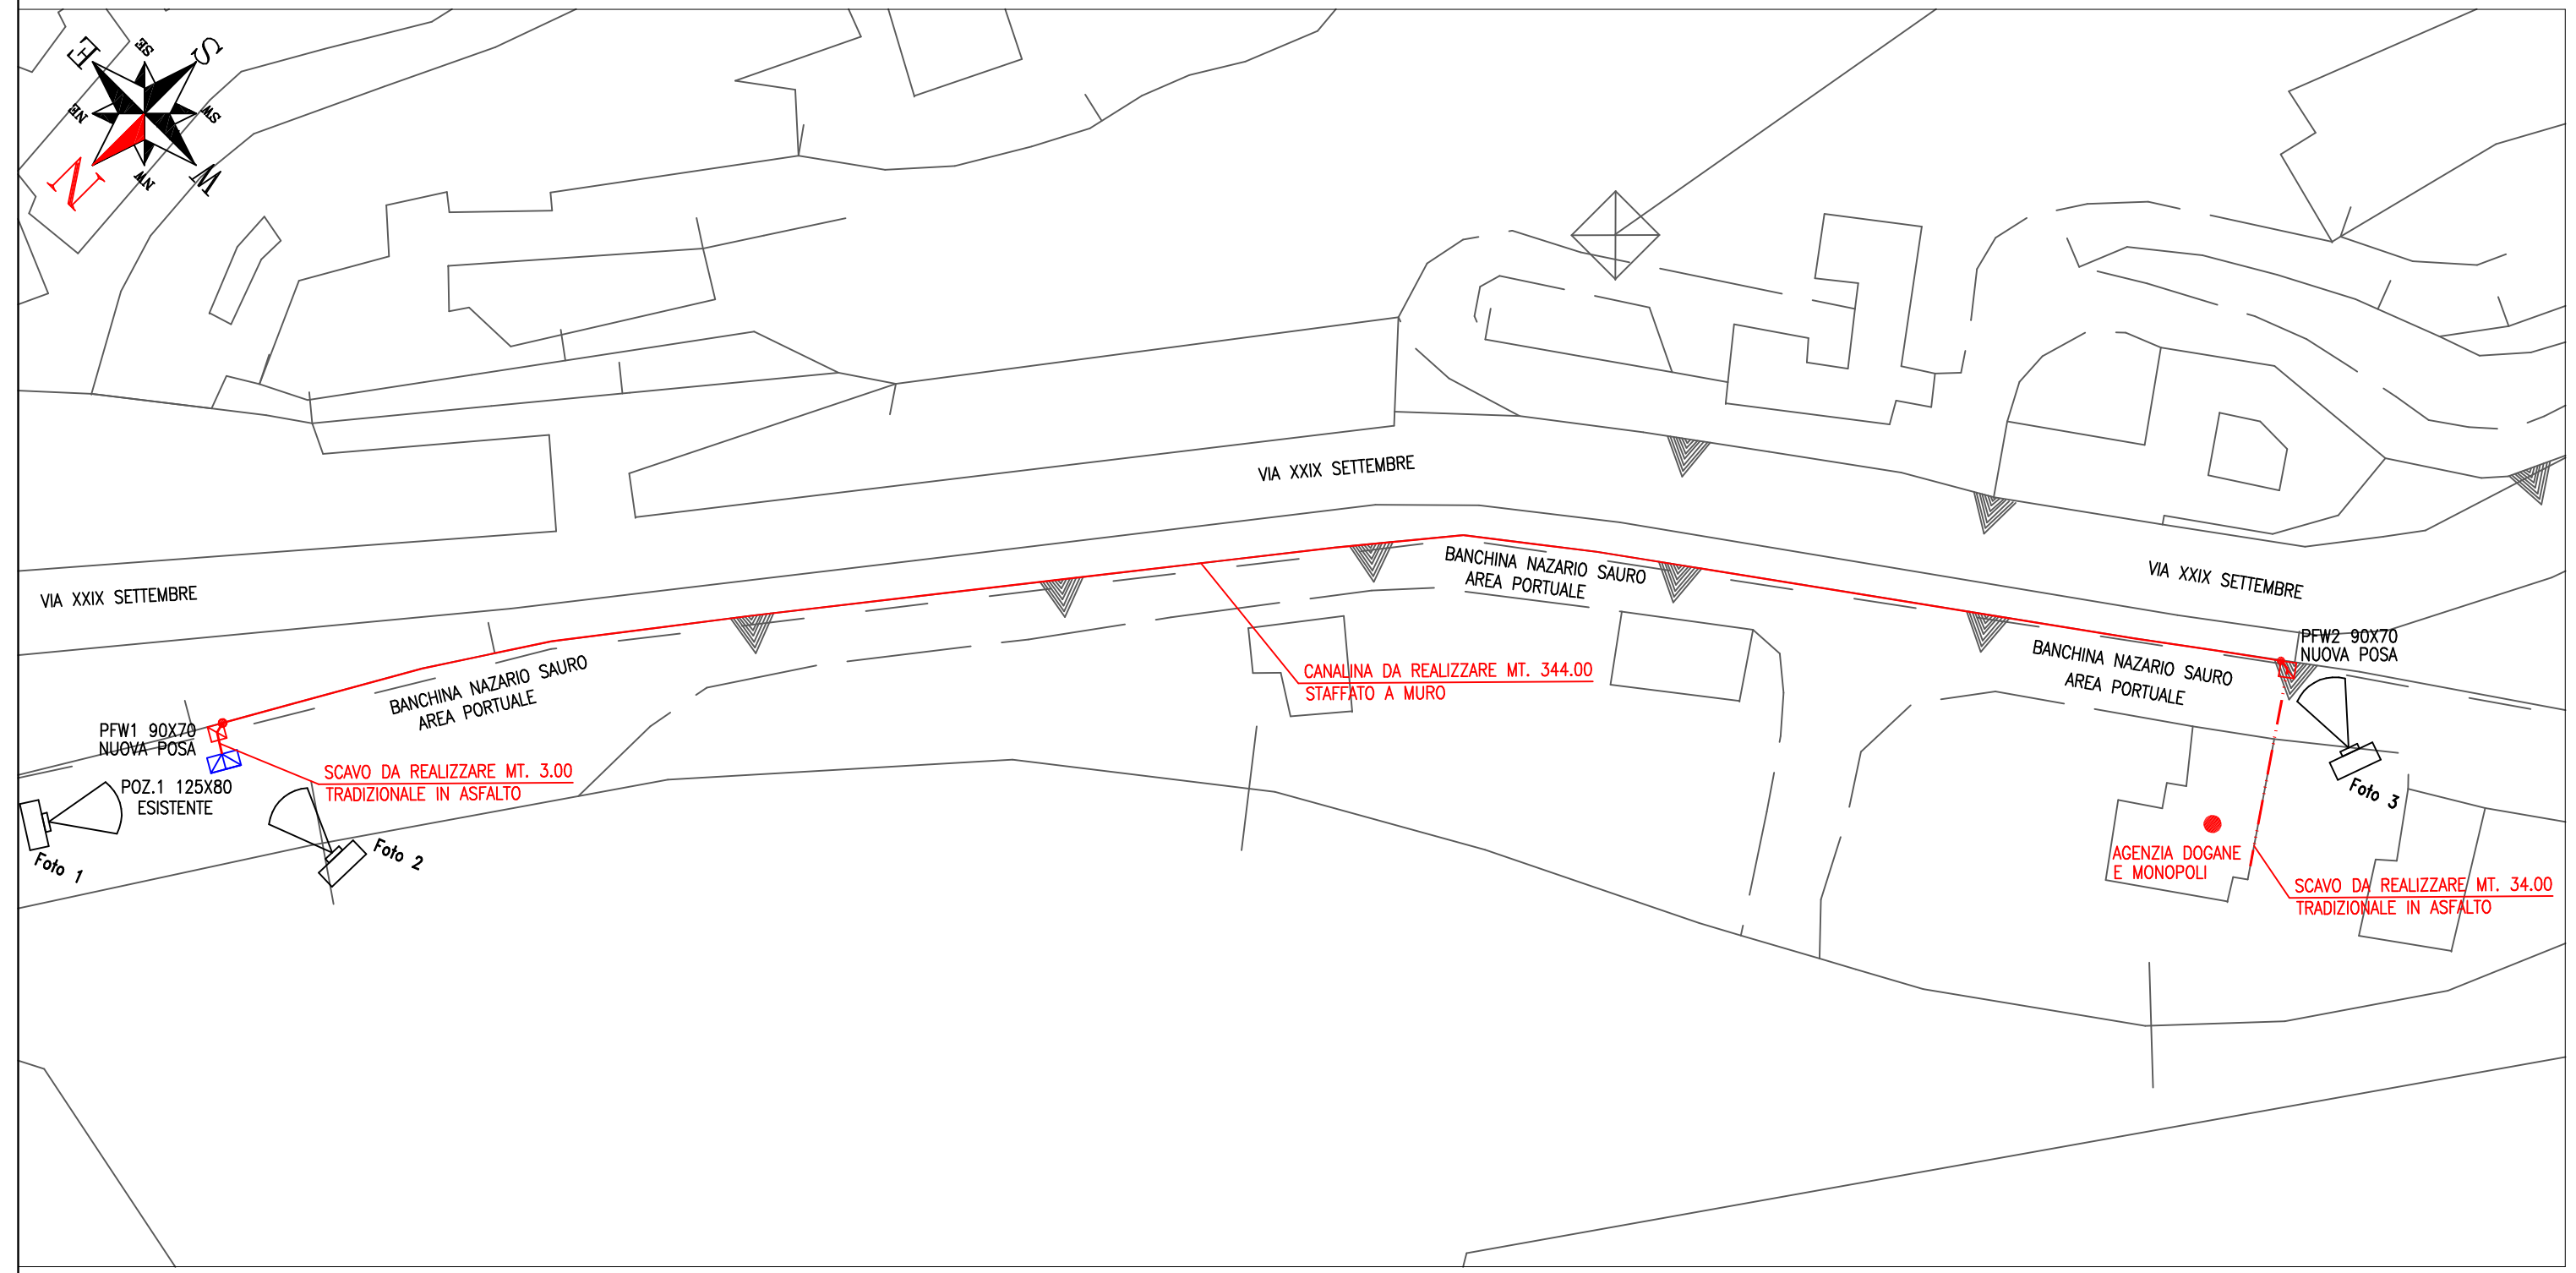 E
SE
S
NE
SW
N
NW
W
VIA XXIX SETTEMBRE
VIA XXIX SETTEMBRE
VIA XXIX SETTEMBRE
BANCHINA NAZARIO SAURO
AREA PORTUALE
BANCHINA NAZARIO SAURO
AREA PORTUALE
BANCHINA NAZARIO SAURO
AREA PORTUALE
PFW2 90X70
NUOVA POSA
CANALINA DA REALIZZARE MT. 344.00
STAFFATO A MURO
PFW1 90X70
NUOVA POSA
SCAVO DA REALIZZARE MT. 3.00
TRADIZIONALE IN ASFALTO
POZ.1 125X80
ESISTENTE
Foto 1
Foto 2
Foto 3
AGENZIA DOGANE
E MONOPOLI
SCAVO DA REALIZZARE MT. 34.00
TRADIZIONALE IN ASFALTO